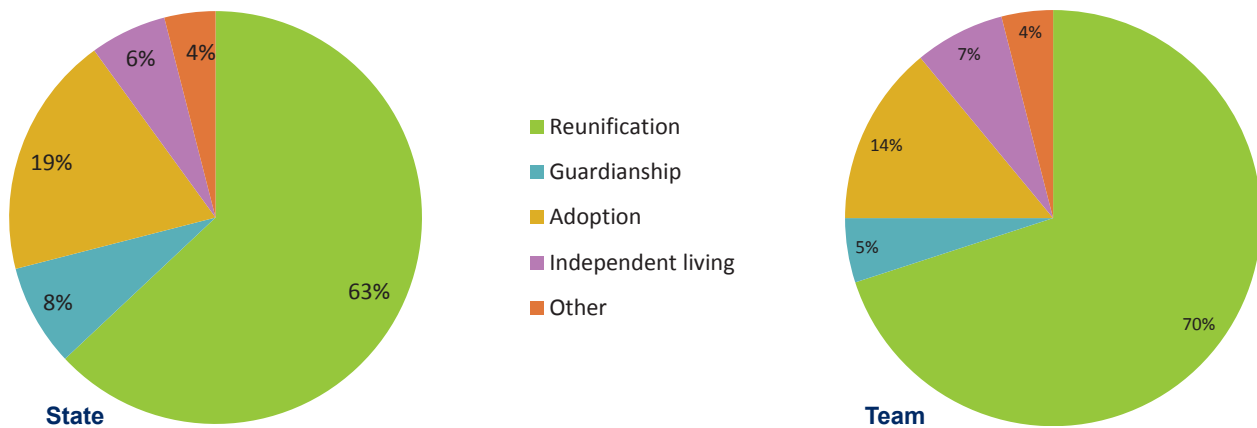 6%
4%
19%
8%
63%
State
Reunification
Guardianship
Adoption
Independent living
Other
7%
4%
14%
5%
70%
Team